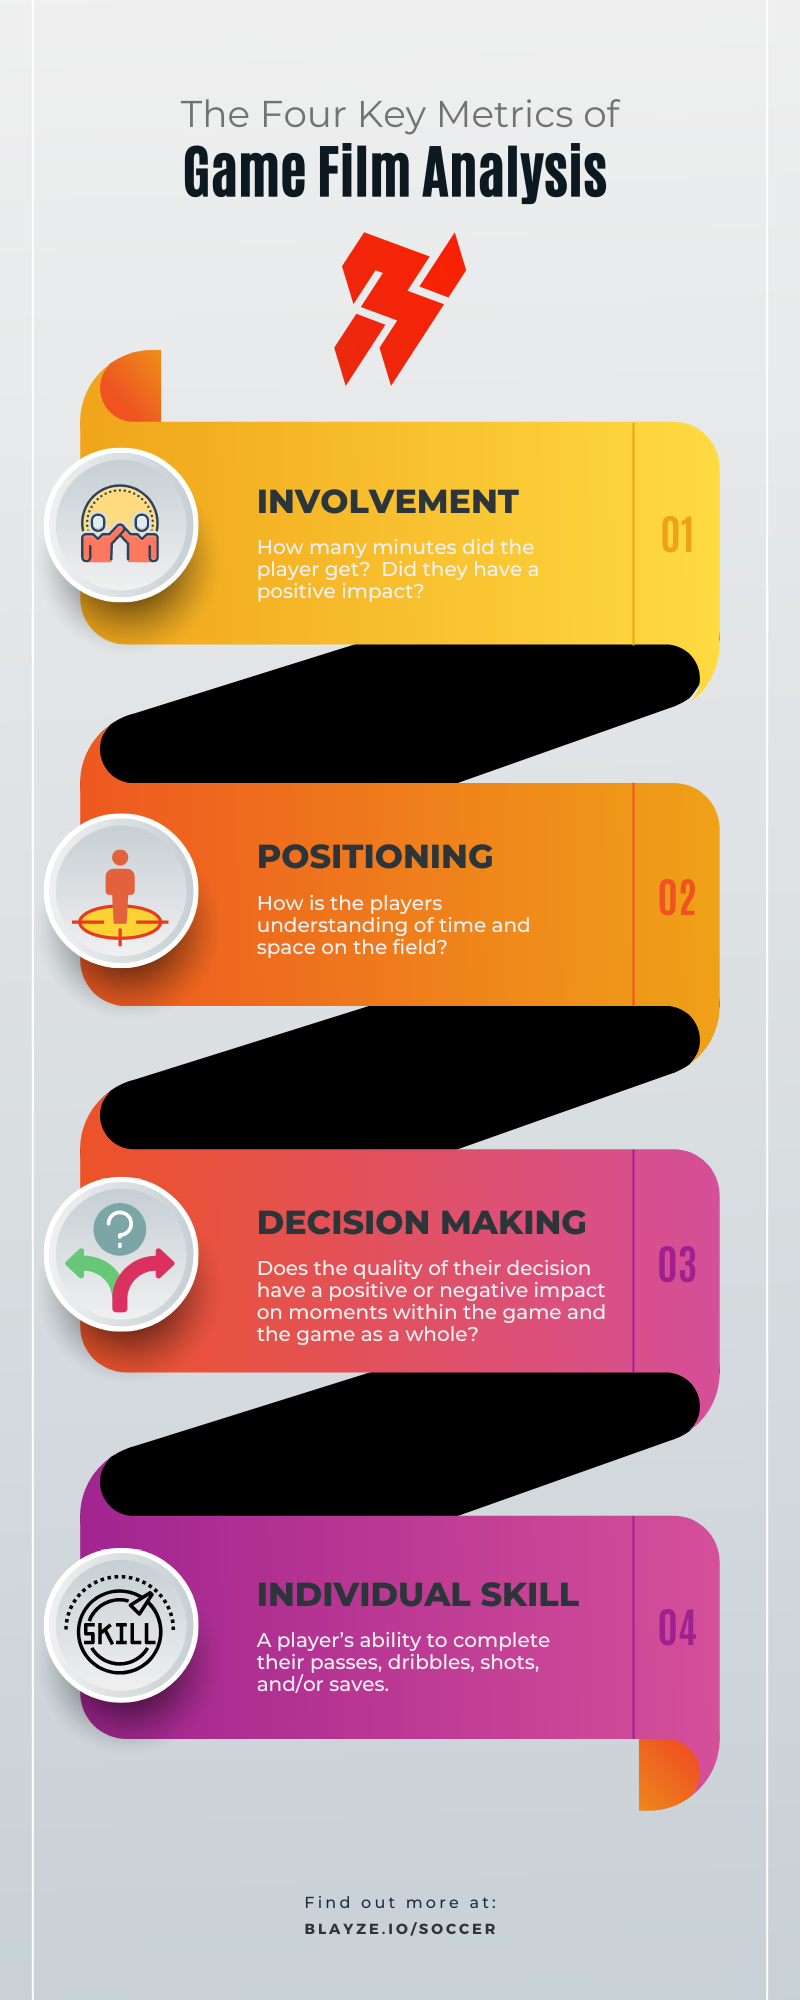 The Four Key Metrics of
Game Film Analysis
INVOLVEMENT
How many minutes did the
player get?  Did they have a
positive impact?
01
POSITIONING
How is the players
understanding of time and
space on the field?
02
DECISION MAKING
Does the quality of their decision
have a positive or negative impact
on moments within the game and
the game as a whole?
03
SKILL
INDIVIDUAL SKILL
A player’s ability to complete
their passes, dribbles, shots,
and/or saves.
04
Find out more at:
BLAYZE.IO/SOCCER